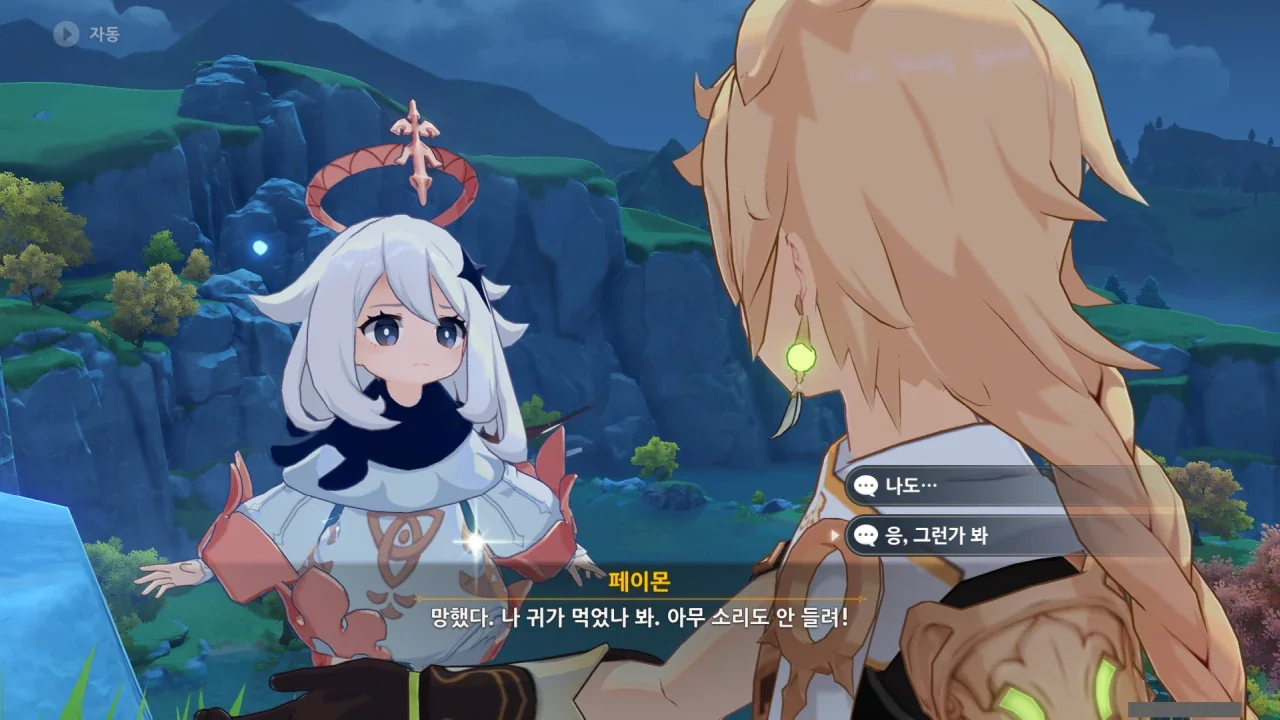 자동
나도…
응, 그런가 봐
페이몬
망했다. 나 귀가 먹었나 봐. 아무 소리도 안 들려!